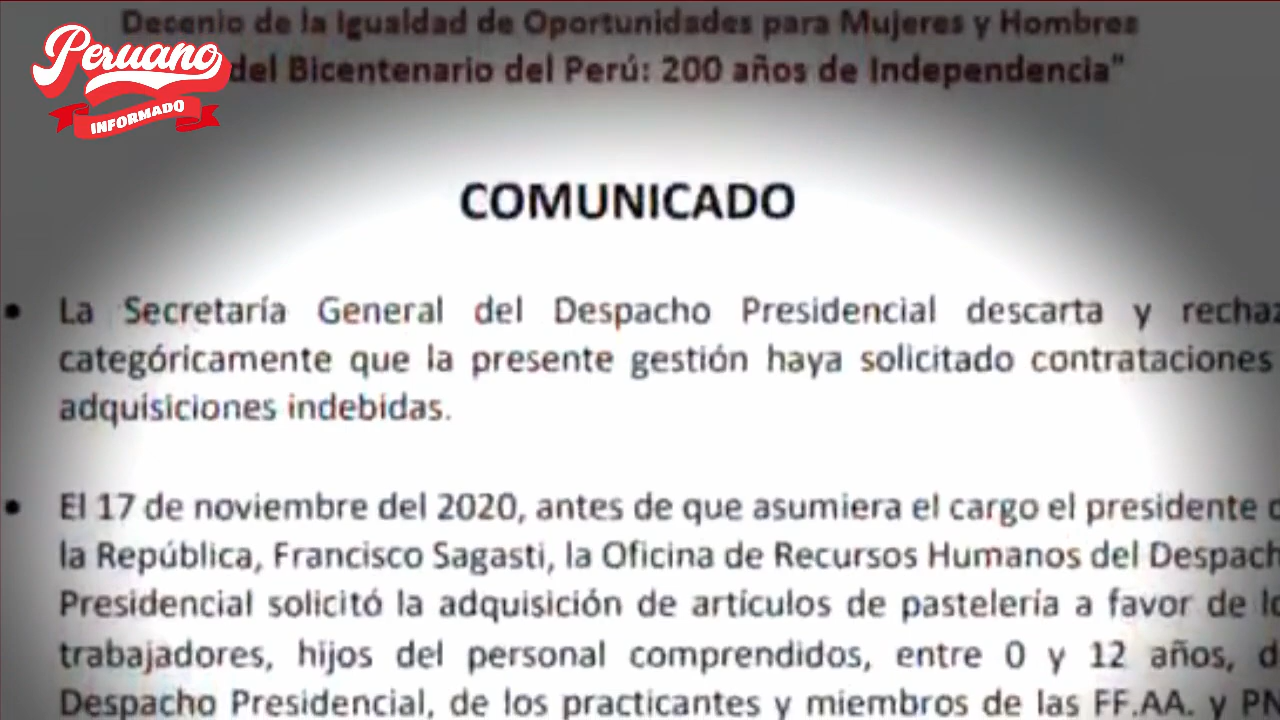 Decenio de la Igualdad de Oportunidades para Mujeres y Hombres
Peruano
INFORMADO
del Bicentenario del Perú: 200 años de Independencia"
COMUNICADO
• La Secretaría General del Despacho Presidencial descarta y rechaz
categóricamente que la presente gestión haya solicitado contrataciones
adquisiciones indebidas.
• El 17 de noviembre del 2020, antes de que asumiera el cargo el presidente d
la República, Francisco Sagasti, la Oficina de Recursos Humanos del Despach
Presidencial solicitó la adquisición de artículos de pastelería a favor de lo
trabajadores, hijos del personal comprendidos, entre 0 y 12 años, d
Despacho Presidencial, de los practicantes y miembros de las FF.AA. y PN